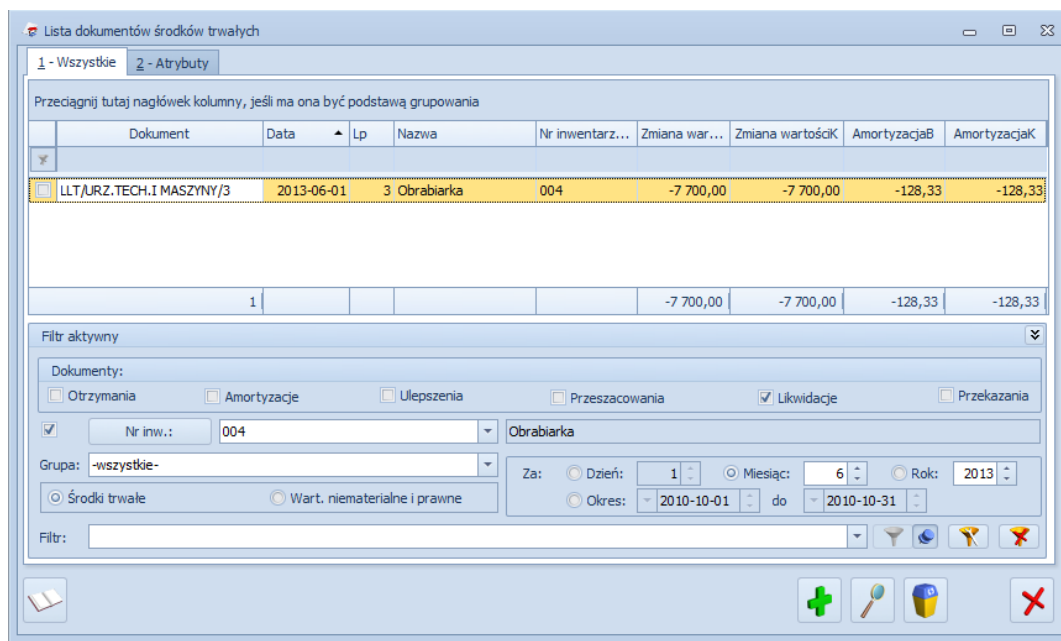 Lista dokumentów środków trwałych
1 - Wszystkie 2 - Atrybuty
Przeciągnij tutaj nagłówek kolumny, jeśli ma ona być podstawą grupowania
Dokument Data Lp Nazwa Nr inwentarz... Zmiana war... Zmiana wartościK AmortyzacjaB AmortyzacjaK
LLT/URZ.TECH.I MASZYNY/3 2013-06-01 3 Obrabiarka 004 -7 700,00 -7 700,00 -128,33 -128,33
1 -7 700,00 -7 700,00 -128,33 -128,33
Filtr aktywny
Dokumenty:
Otrzymania Amortyzacje Ulepszenia Przeszacowania Likwidacje Przekazania
Nr inw.: 004 Obrabiarka
Grupa: -wszystkie-
Za: Dzień: 1 Miesiąc: 6 Rok: 2013
Środki trwałe Wart. niematerialne i prawne
Okres: 2010-10-01 do 2010-10-31
Filtr: